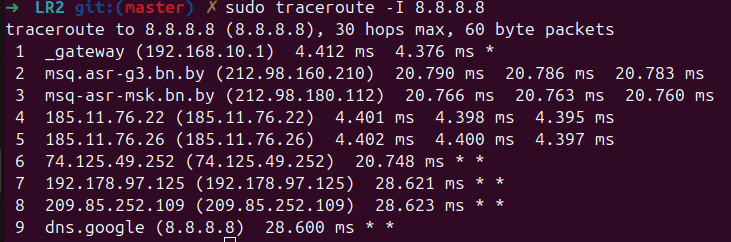 → LR2 git:(master) ✗ sudo traceroute -I 8.8.8.8
traceroute to 8.8.8.8 (8.8.8.8), 30 hops max, 60 byte packets
1 _gateway (192.168.10.1) 4.412 ms 4.376 ms *
2 msq.asr-g3.bn.by (212.98.160.210) 20.790 ms 20.786 ms 20.783 ms
3 msq-asr-msk.bn.by (212.98.180.112) 20.766 ms 20.763 ms 20.760 ms
4 185.11.76.22 (185.11.76.22) 4.401 ms 4.398 ms 4.395 ms
5 185.11.76.26 (185.11.76.26) 4.402 ms 4.400 ms 4.397 ms
6 74.125.49.252 (74.125.49.252) 20.748 ms * *
7 192.178.97.125 (192.178.97.125) 28.621 ms * *
8 209.85.252.109 (209.85.252.109) 28.623 ms * *
9 dns.google (8.8.8.8) 28.600 ms * *